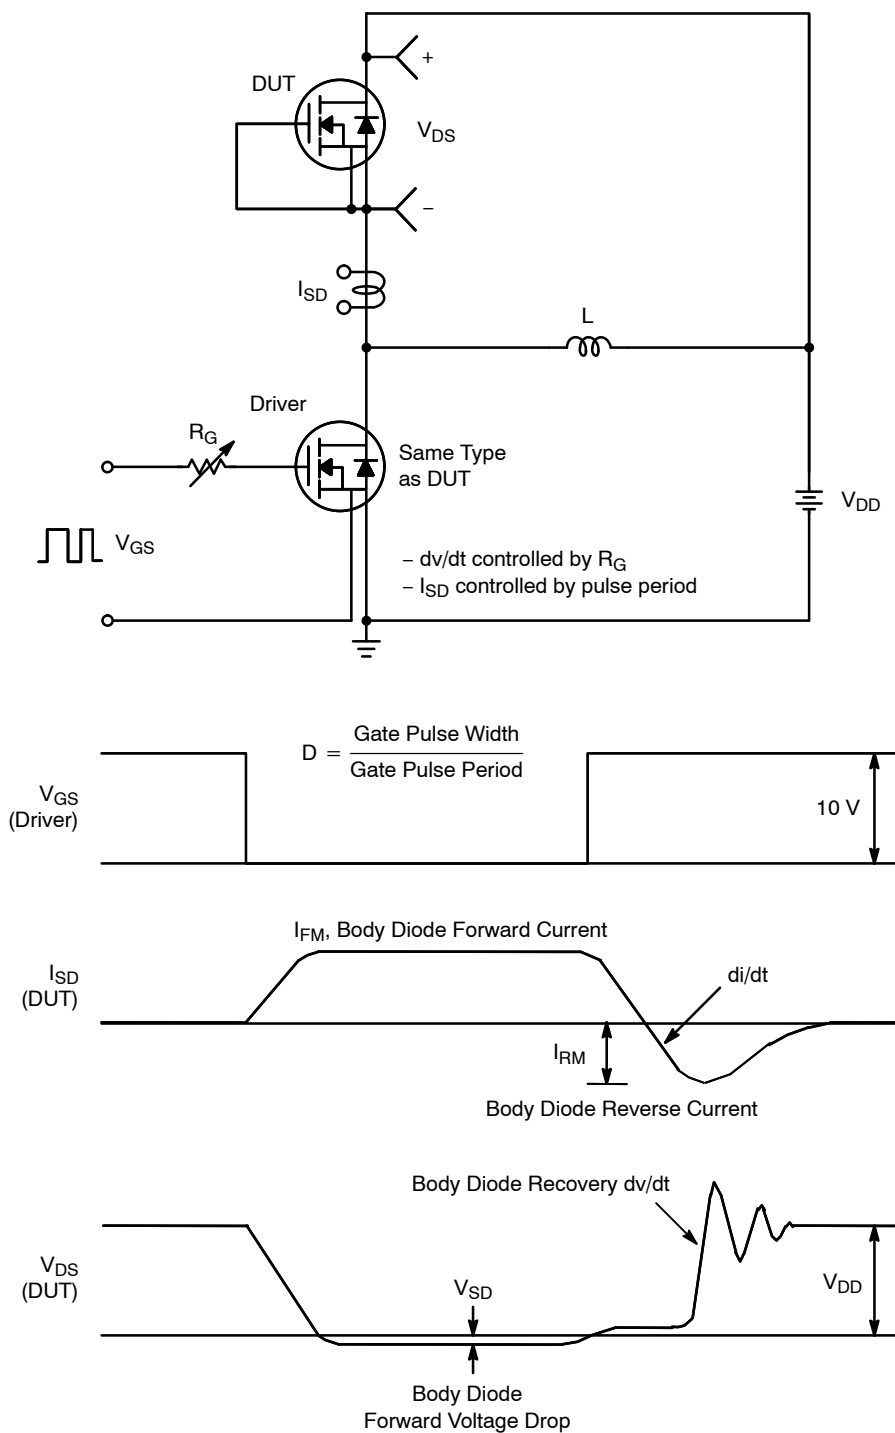 DUT
+
V_DS
−
I_SD
L
Driver
R_G
Same Type
as DUT
V_DD
V_GS
− dv/dt controlled by R_G
− I_SD controlled by pulse period
D = Gate Pulse Width
Gate Pulse Period
V_GS
(Driver)
10 V
I_FM, Body Diode Forward Current
I_SD
(DUT)
di/dt
I_RM
Body Diode Reverse Current
Body Diode Recovery dv/dt
V_DS
(DUT)
V_SD
V_DD
Body Diode
Forward Voltage Drop